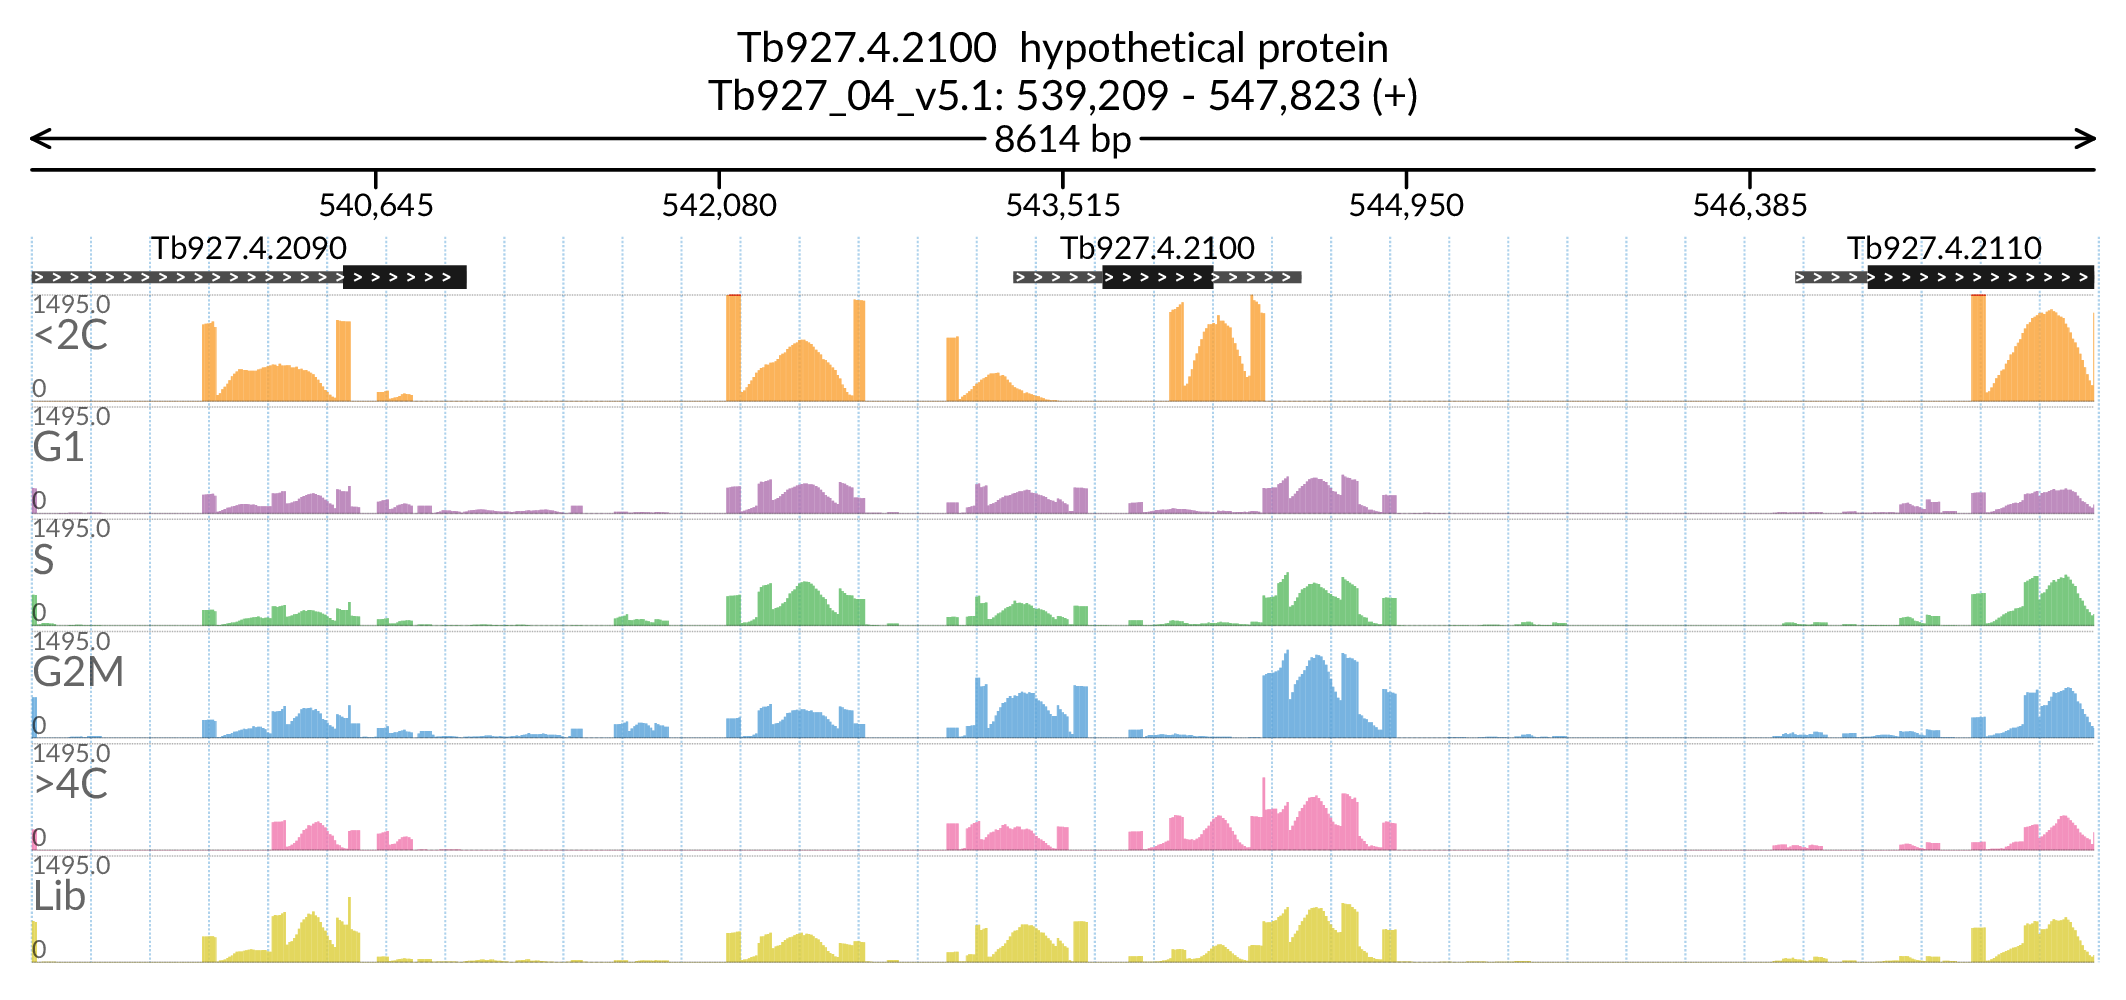 Tb927.4.2100  hypothetical protein
Tb927_04_v5.1: 539,209 - 547,823 (+)
8614 bp
540,645 542,080 543,515 544,950 546,385
Tb927.4.2090 Tb927.4.2100 Tb927.4.2110
1495.0
<2C
0
1495.0
G1
0
1495.0
S
0
1495.0
G2M
0
1495.0
>4C
0
1495.0
Lib
0